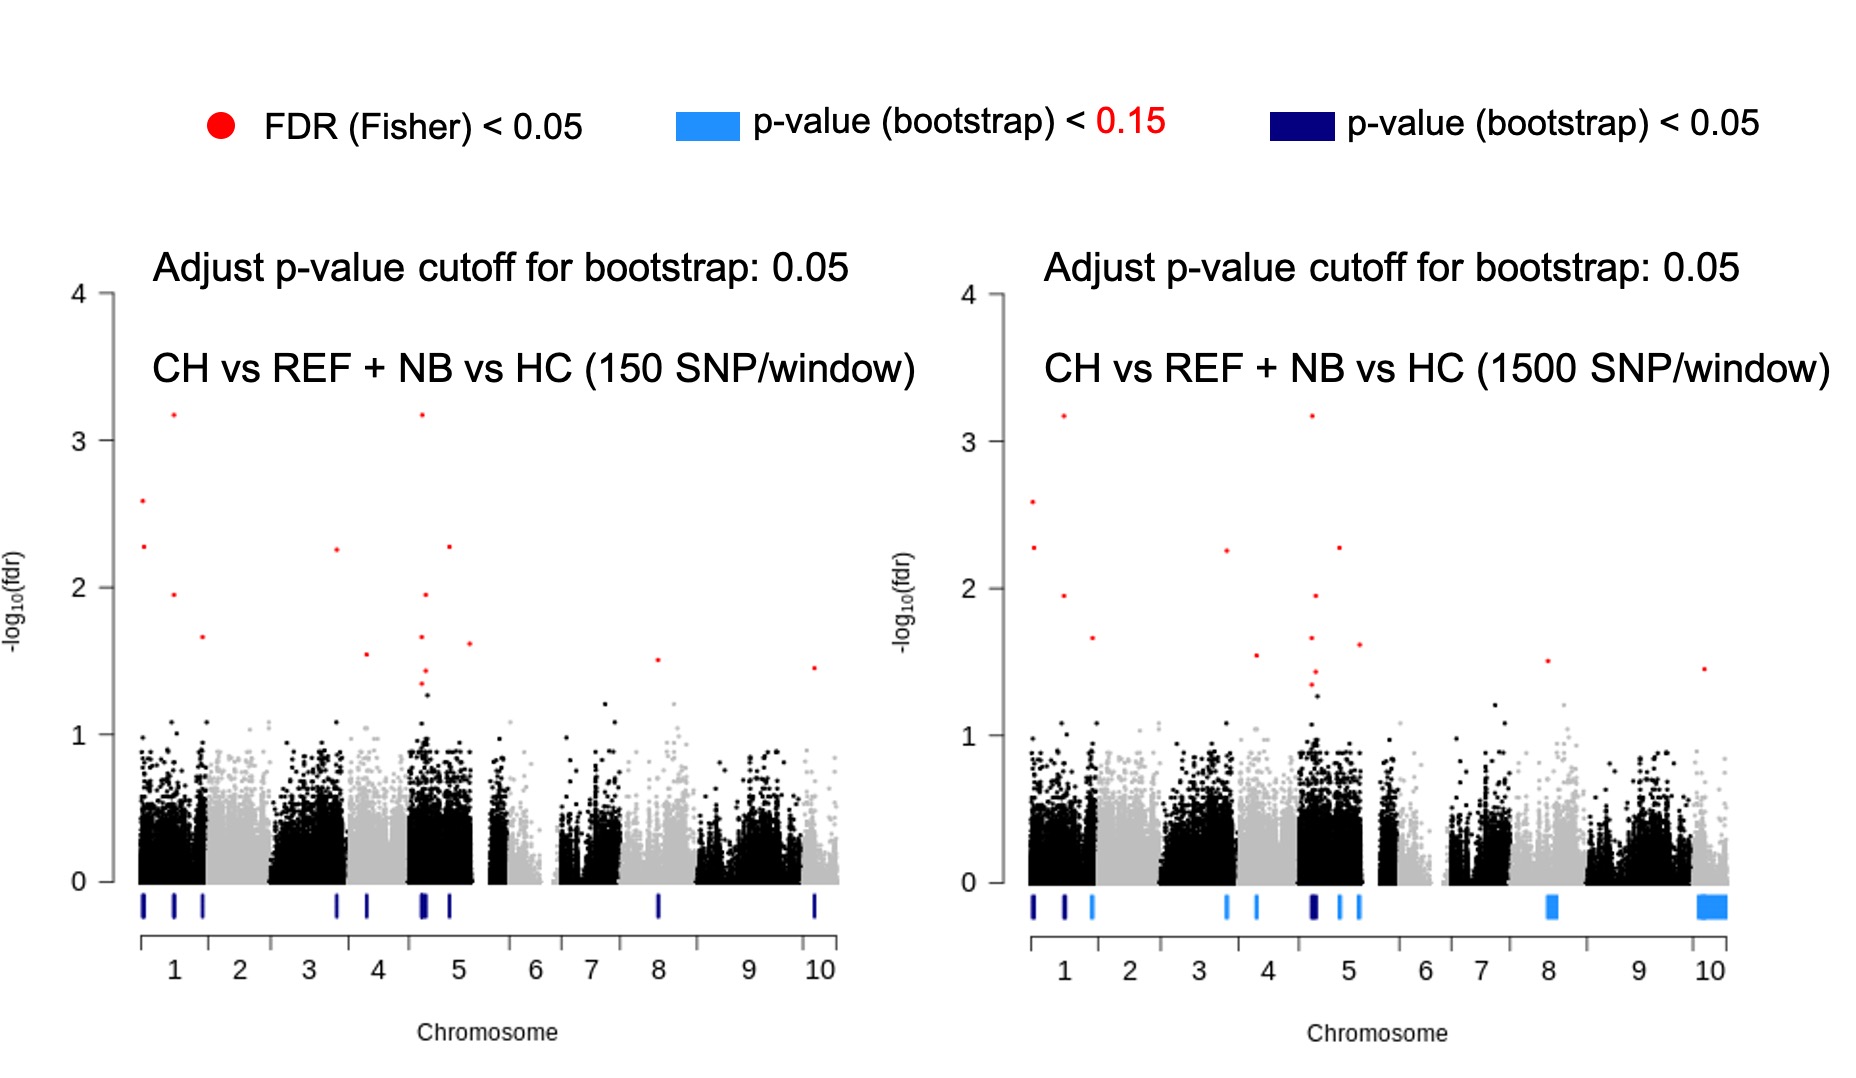 FDR (Fisher) < 0.05
p-value (bootstrap) < 0.15
p-value (bootstrap) < 0.05
Adjust p-value cutoff for bootstrap: 0.05
CH vs REF + NB vs HC (150 SNP/window)
4
3
2
1
0
-log10(fdr)
1 2 3 4 5 6 7 8 9 10
Chromosome
Adjust p-value cutoff for bootstrap: 0.05
CH vs REF + NB vs HC (1500 SNP/window)
4
3
2
1
0
-log10(fdr)
1 2 3 4 5 6 7 8 9 10
Chromosome